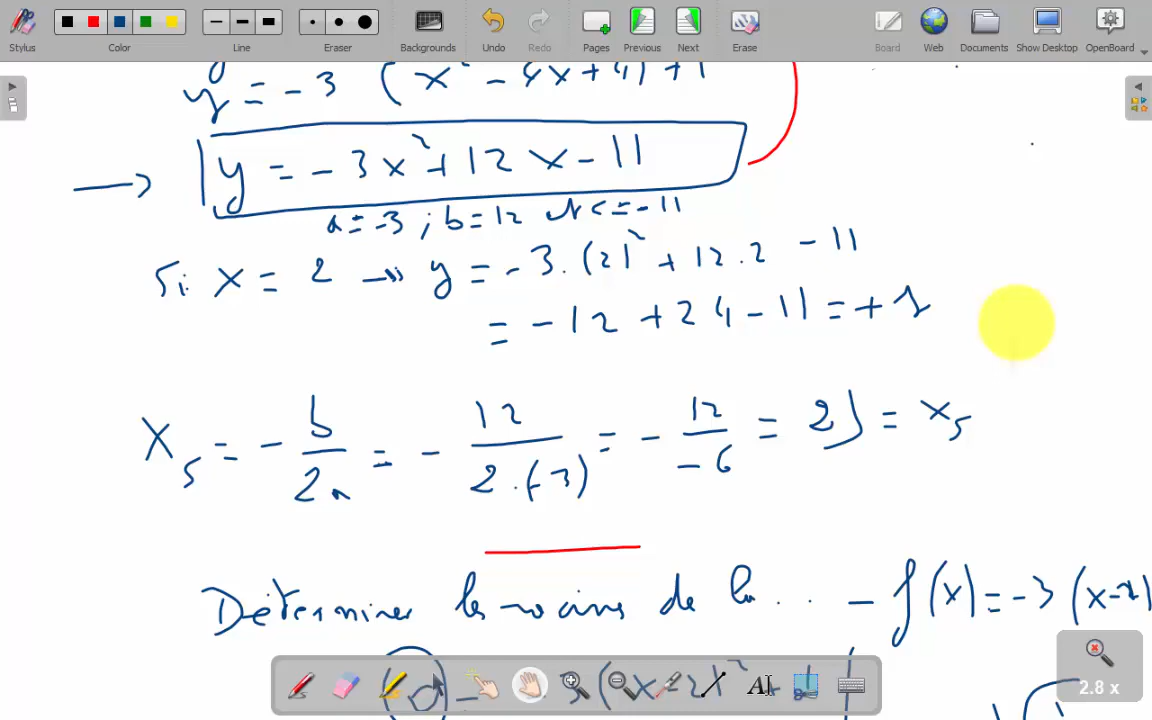 Stylus Color Line Eraser Backgrounds Undo Redo Pages Previous Next Erase Board Web Documents Show Desktop OpenBoard
y = -3 (x² - 4x + 4) + 1
→ y = -3x² + 12x - 11
a = -3 ; b = 12 et c = -11
Si x = 2 → y = -3.(2)² + 12.2 - 11
= -12 + 24 - 11 = +1
x_s = - b/2a = - 12/2.(-3) = - 12/-6 = 2 = x_s
Déterminer les racines de la ... - f(x) = -3 (x-2)
2.8 x